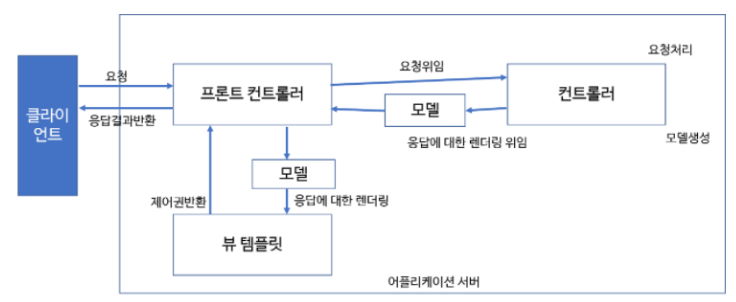 요청처리
요청
요청위임
프론트 컨트롤러
컨트롤러
클라이
언트
모델
응답결과반환
모델생성
응답에 대한 렌더링 위임
모델
제어권반환
응답에 대한 렌더링
뷰 템플릿
어플리케이션 서버